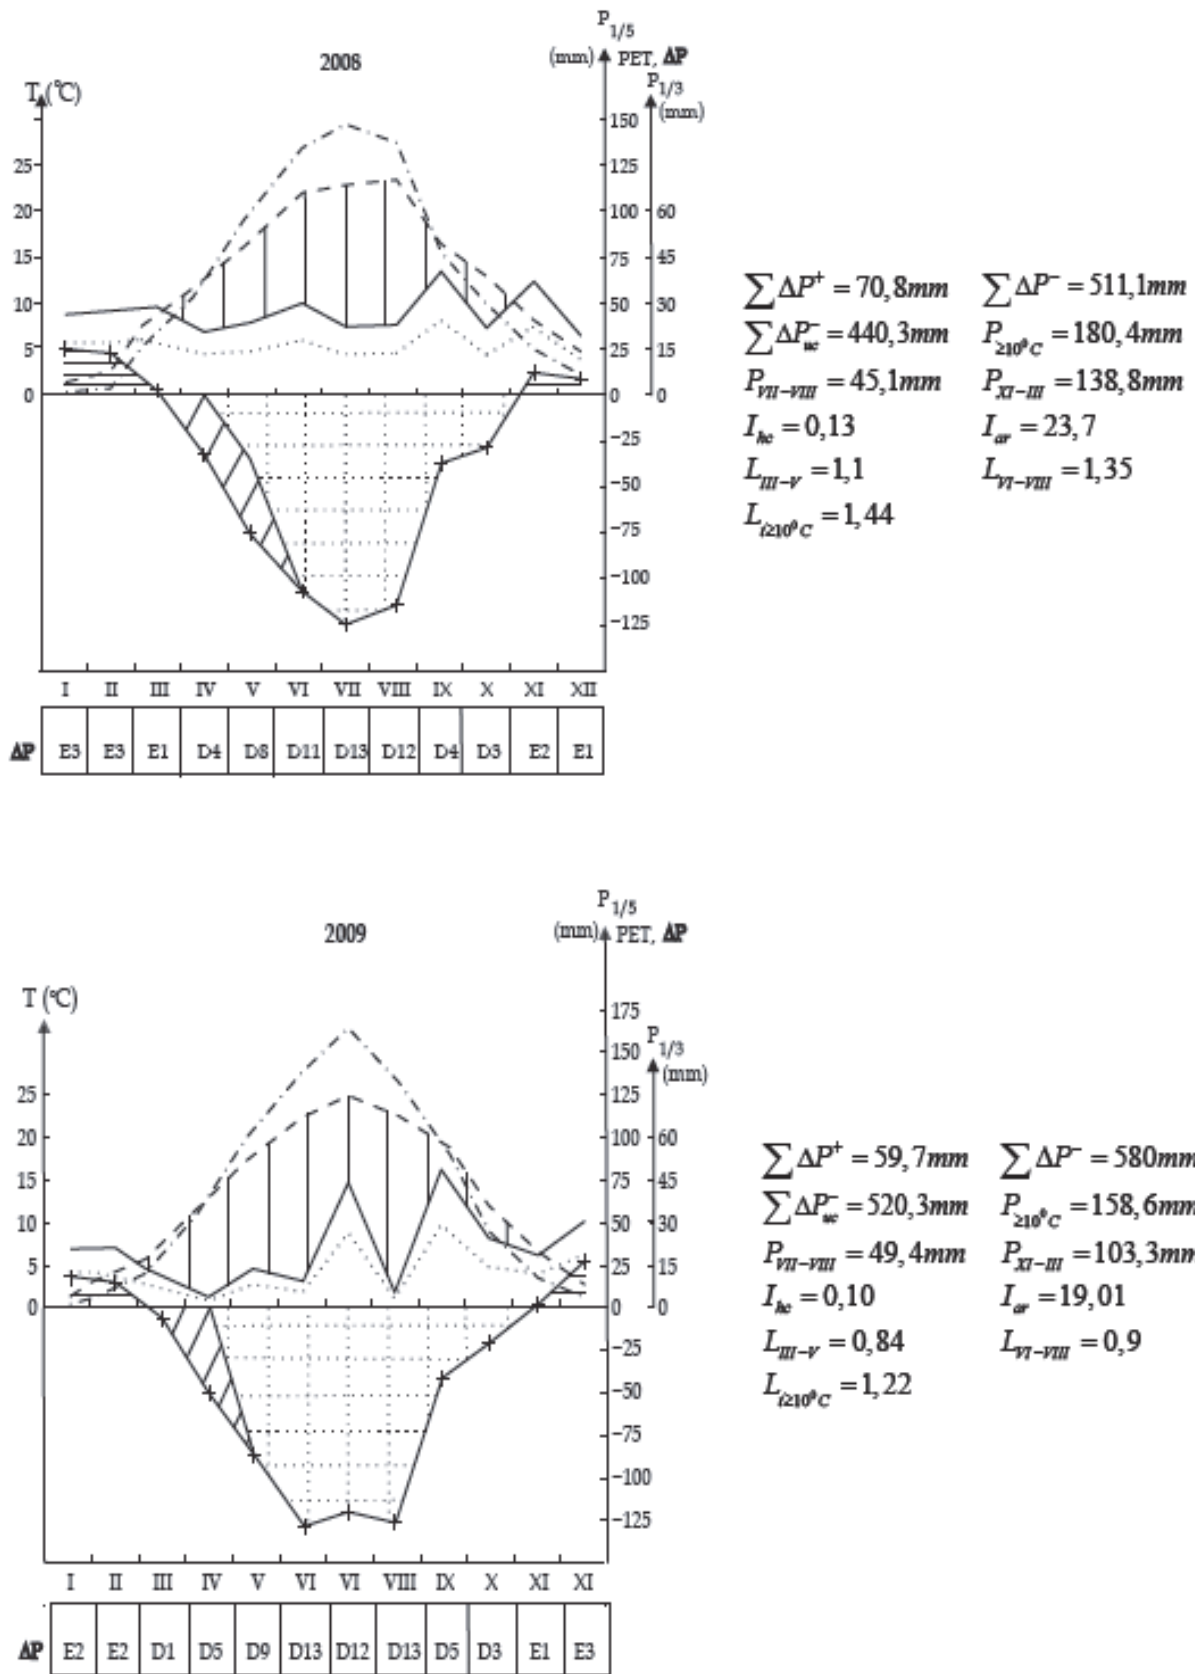 P1/5
2008
(mm) PET, ΔP
T (°C)
P1/3
(mm)
150
25 125
20 100 60
15 75 45
10 50 30
5 25 15
0 0 0
−25
−50
−75
−100
−125
I II III IV V VI VII VIII IX X XI XII
ΔP E3 E3 E1 D4 D8 D11 D13 D12 D4 D3 E2 E1
∑ΔP⁺ = 70,8mm ∑ΔP⁻ = 511,1mm
∑ΔP⁻uc = 440,3mm P≥10⁰C = 180,4mm
PVII−VIII = 45,1mm PXI−III = 138,8mm
Ihc = 0,13 Iar = 23,7
LIII−V = 1,1 LVI−VIII = 1,35
Lt≥10⁰C = 1,44
P1/5
2009
(mm) PET, ΔP
T (°C)
175
P1/3
150
(mm)
25 125
20 100 60
15 75 45
10 50 30
5 25 15
0 0 0
−25
−50
−75
−100
−125
I II III IV V VI VI VIII IX X XI XI
ΔP E2 E2 D1 D5 D9 D13 D12 D13 D5 D3 E1 E3
∑ΔP⁺ = 59,7mm ∑ΔP⁻ = 580mm
∑ΔP⁻uc = 520,3mm P≥10⁰C = 158,6mm
PVII−VIII = 49,4mm PXI−III = 103,3mm
Ihc = 0,10 Iar = 19,01
LIII−V = 0,84 LVI−VIII = 0,9
Lt≥10⁰C = 1,22